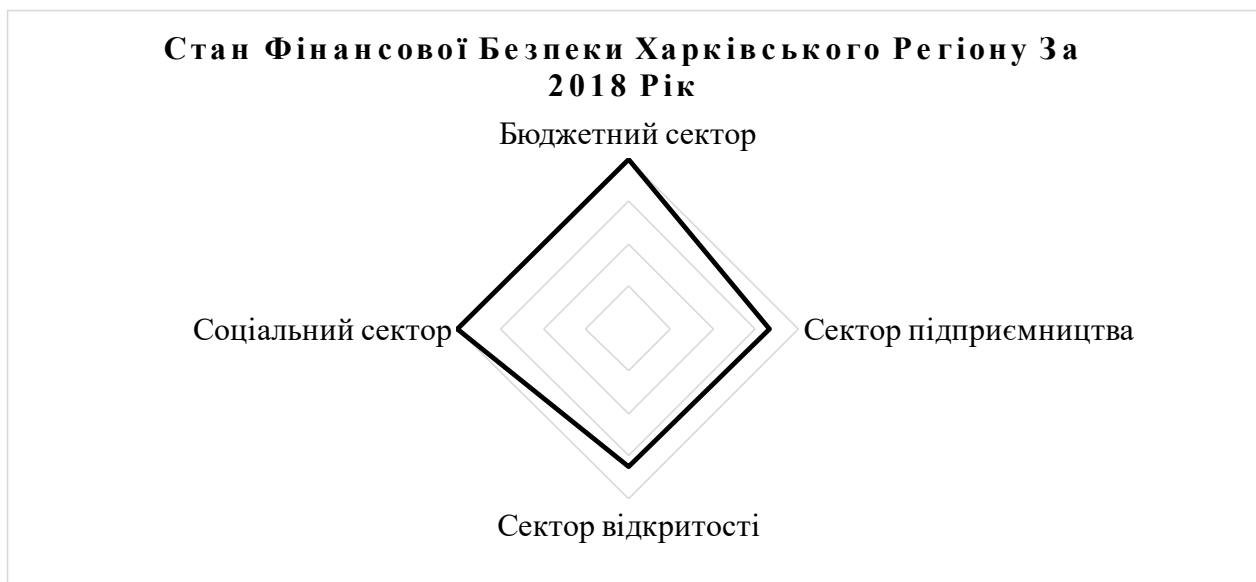 Стан Фінансової Безпеки Харківського Регіону За
2018 Рік
Бюджетний сектор
Соціальний сектор
Сектор підприємництва
Сектор відкритості